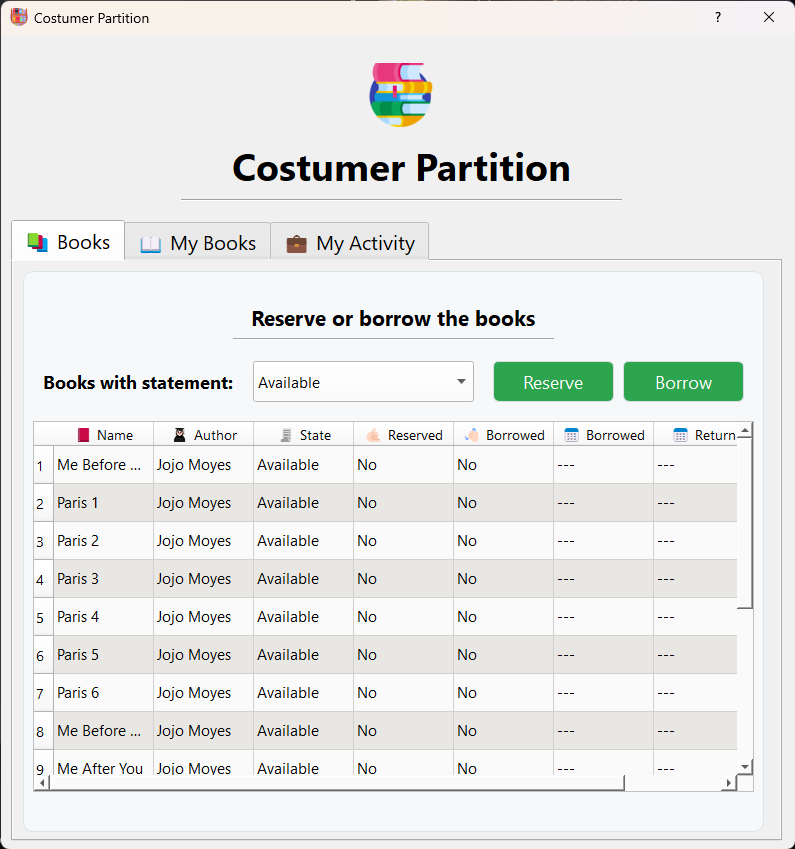 Costumer Partition ?
Costumer Partition
Books My Books My Activity
Reserve or borrow the books
Books with statement: Available Reserve Borrow
Name Author State Reserved Borrowed Borrowed Return
1 Me Before ... Jojo Moyes Available No No --- ---
2 Paris 1 Jojo Moyes Available No No --- ---
3 Paris 2 Jojo Moyes Available No No --- ---
4 Paris 3 Jojo Moyes Available No No --- ---
5 Paris 4 Jojo Moyes Available No No --- ---
6 Paris 5 Jojo Moyes Available No No --- ---
7 Paris 6 Jojo Moyes Available No No --- ---
8 Me Before ... Jojo Moyes Available No No --- ---
9 Me After You Jojo Moyes Available No No --- ---